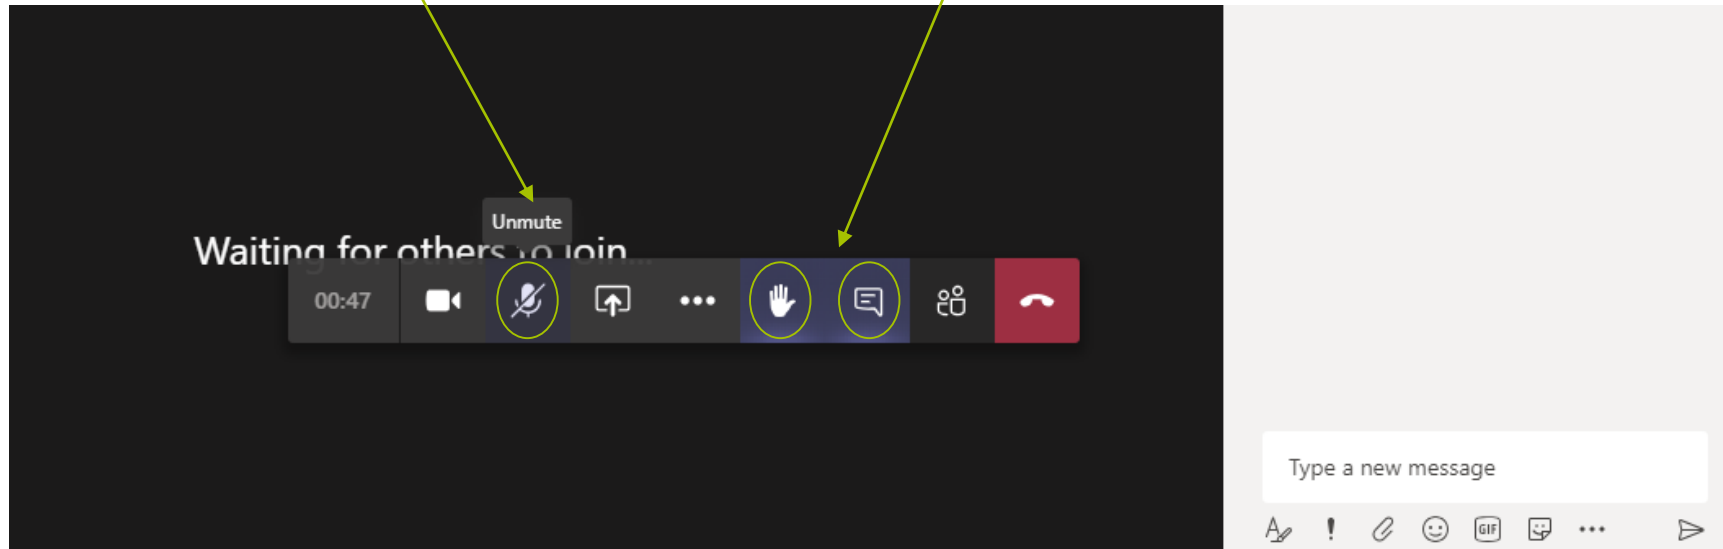 Unmute
Waiting for others to join...
00:47
Type a new message
GIF